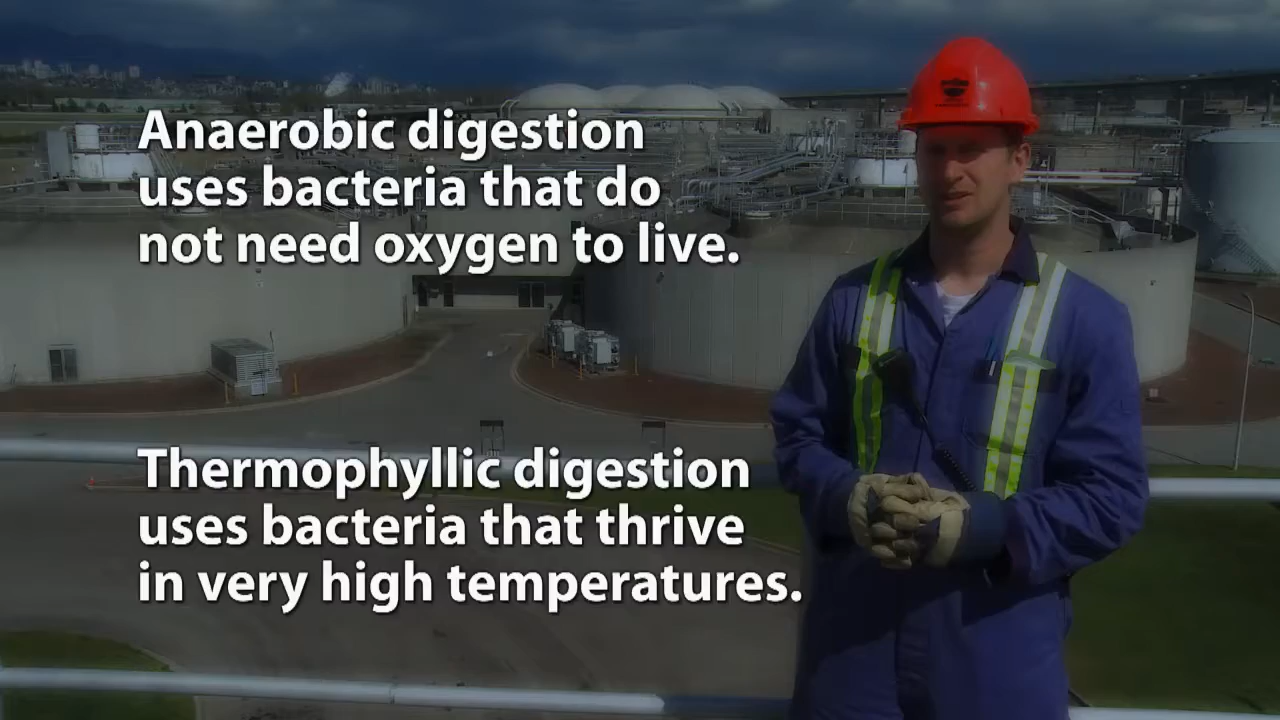 Anaerobic digestion
uses bacteria that do
not need oxygen to live.
Thermophyllic digestion
uses bacteria that thrive
in very high temperatures.